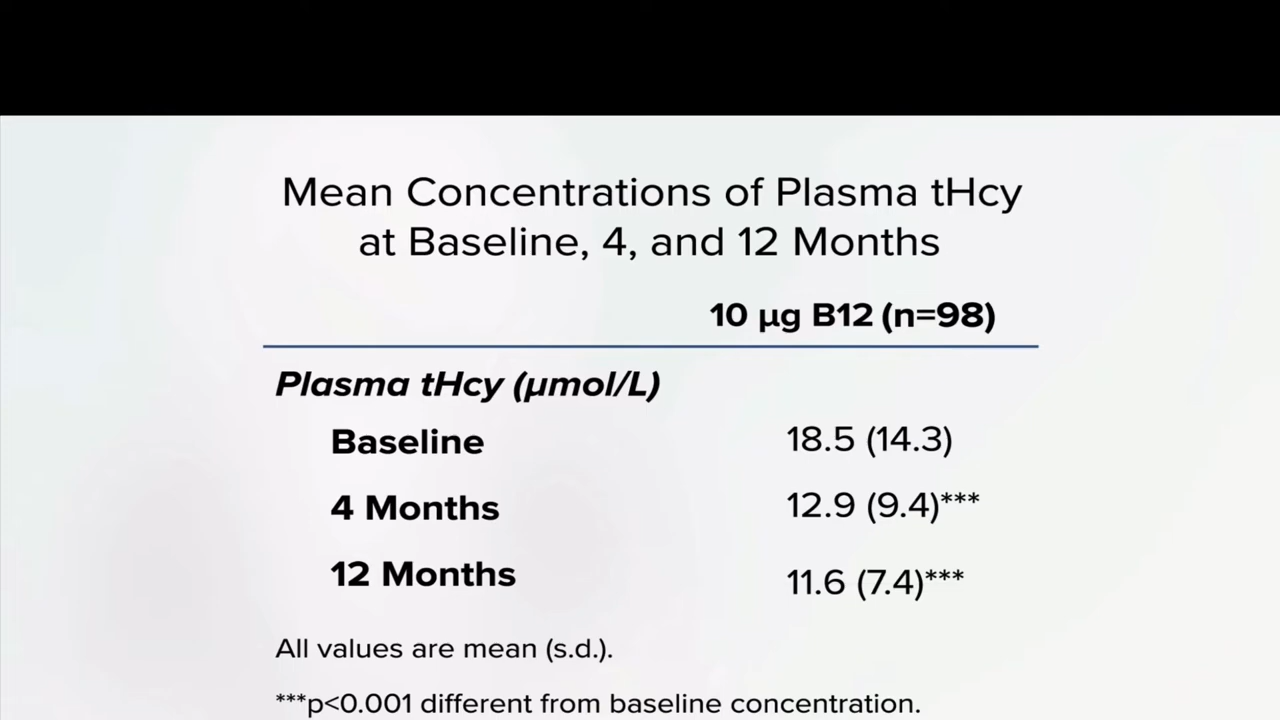 Mean Concentrations of Plasma tHcy
at Baseline, 4, and 12 Months
10 µg B12 (n=98)
Plasma tHcy (µmol/L)
Baseline 18.5 (14.3)
4 Months 12.9 (9.4)***
12 Months 11.6 (7.4)***
All values are mean (s.d.).
***p<0.001 different from baseline concentration.